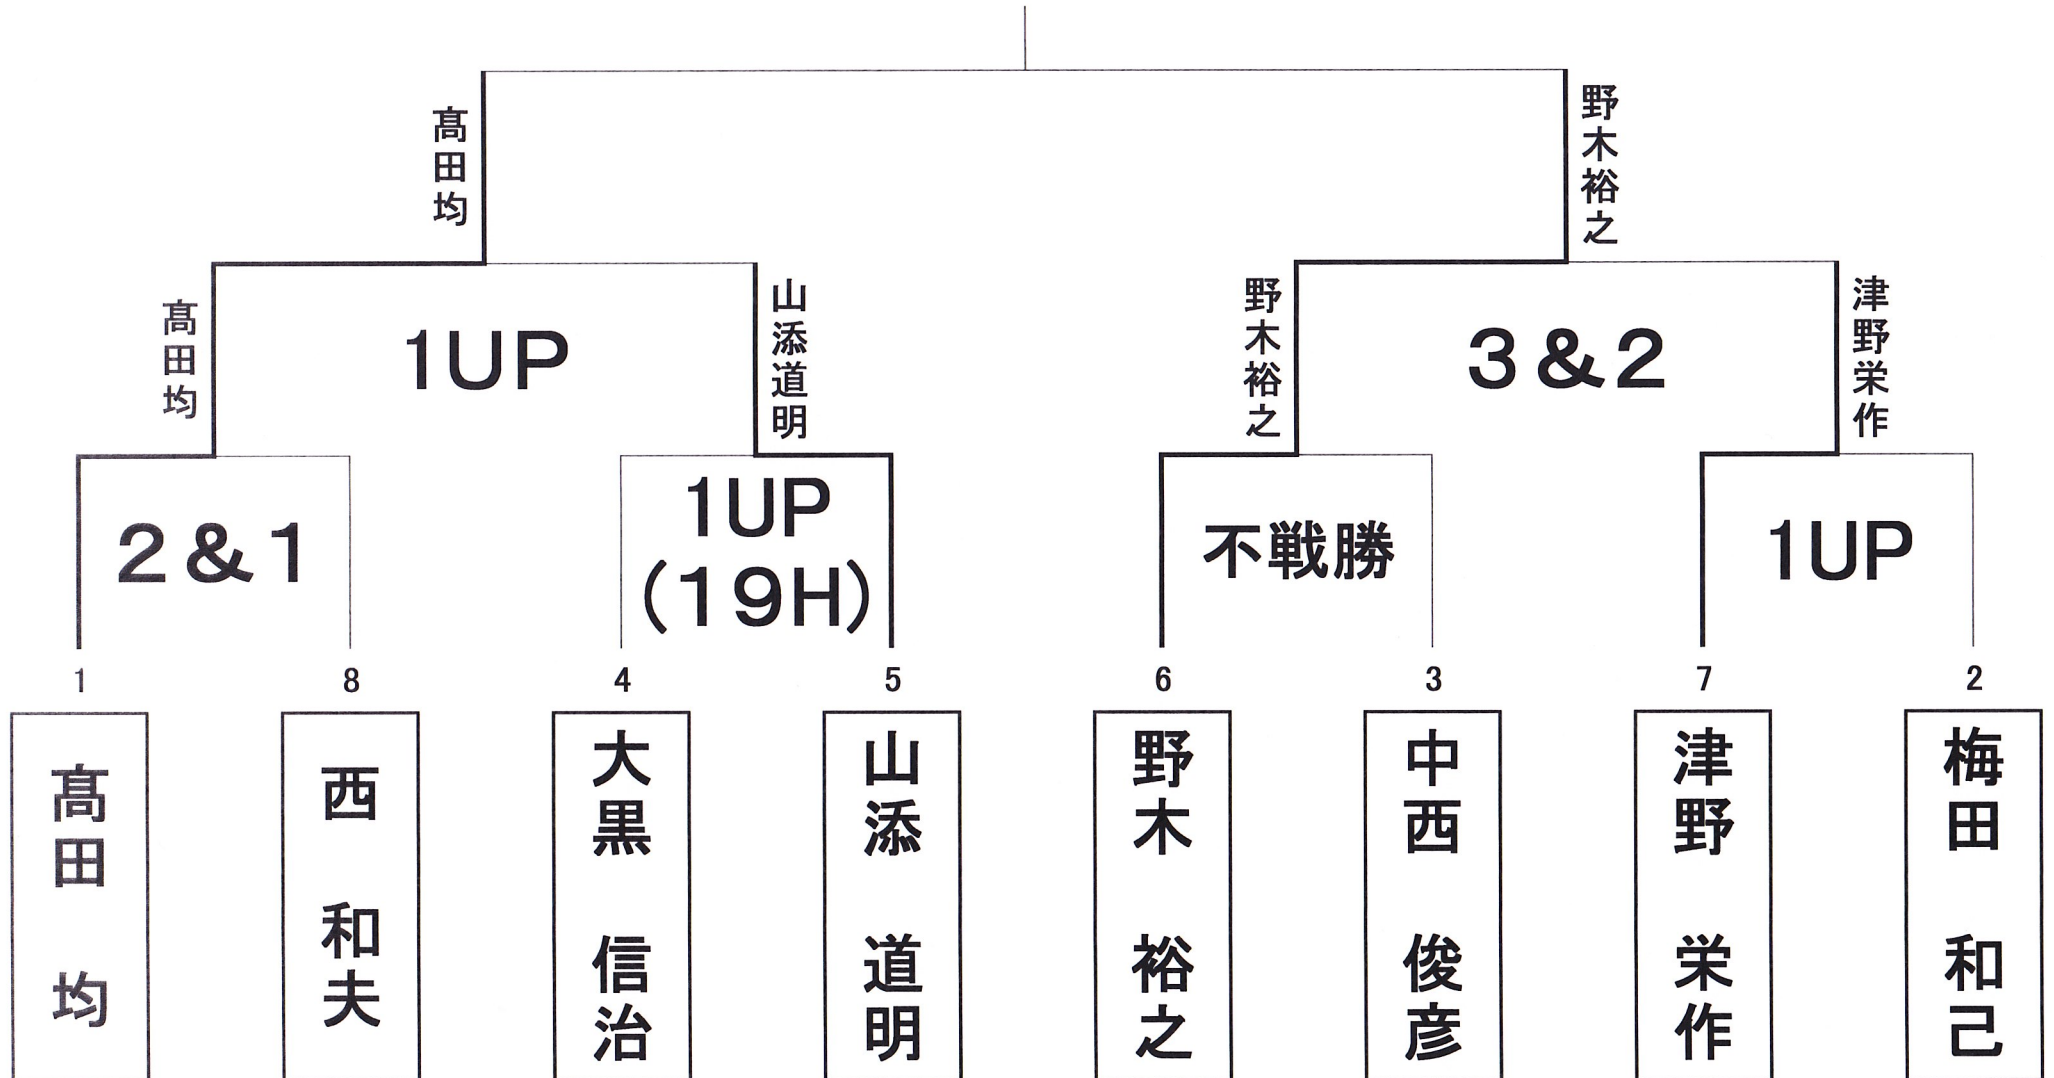 髙田均
野木裕之
髙田均
1UP
山添道明
野木裕之
3&2
津野栄作
2&1
1UP
(19H)
不戦勝
1UP
1
8
4
5
6
3
7
2
髙田 均
西 和夫
大黒 信治
山添 道明
野木 裕之
中西 俊彦
津野 栄作
梅田 和己